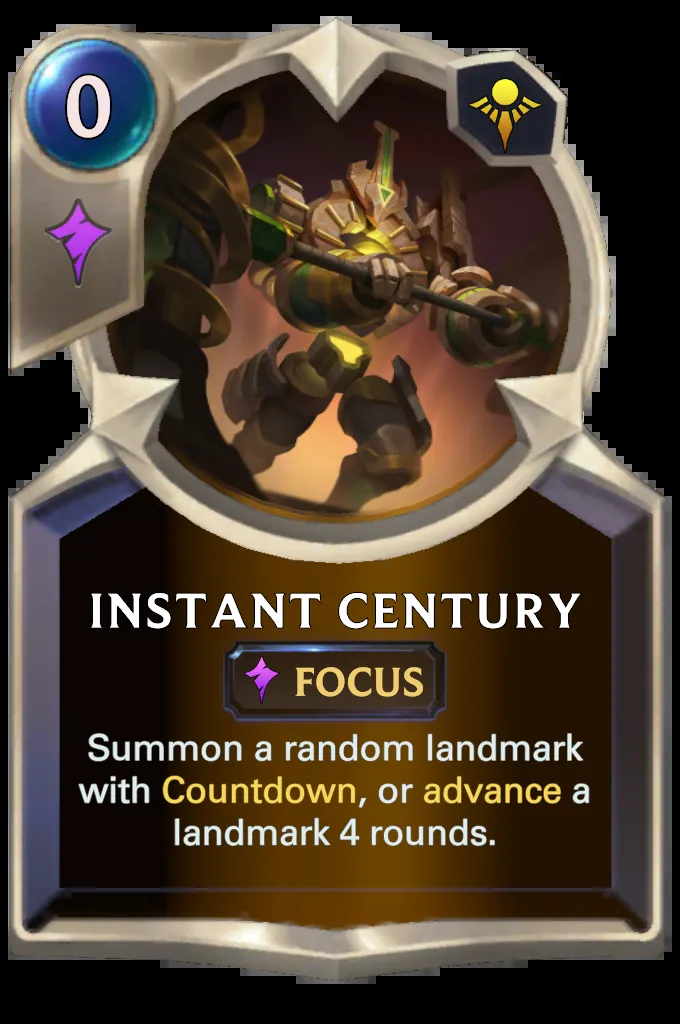 0
INSTANT CENTURY
FOCUS
Summon a random landmark
with Countdown, or advance a
landmark 4 rounds.